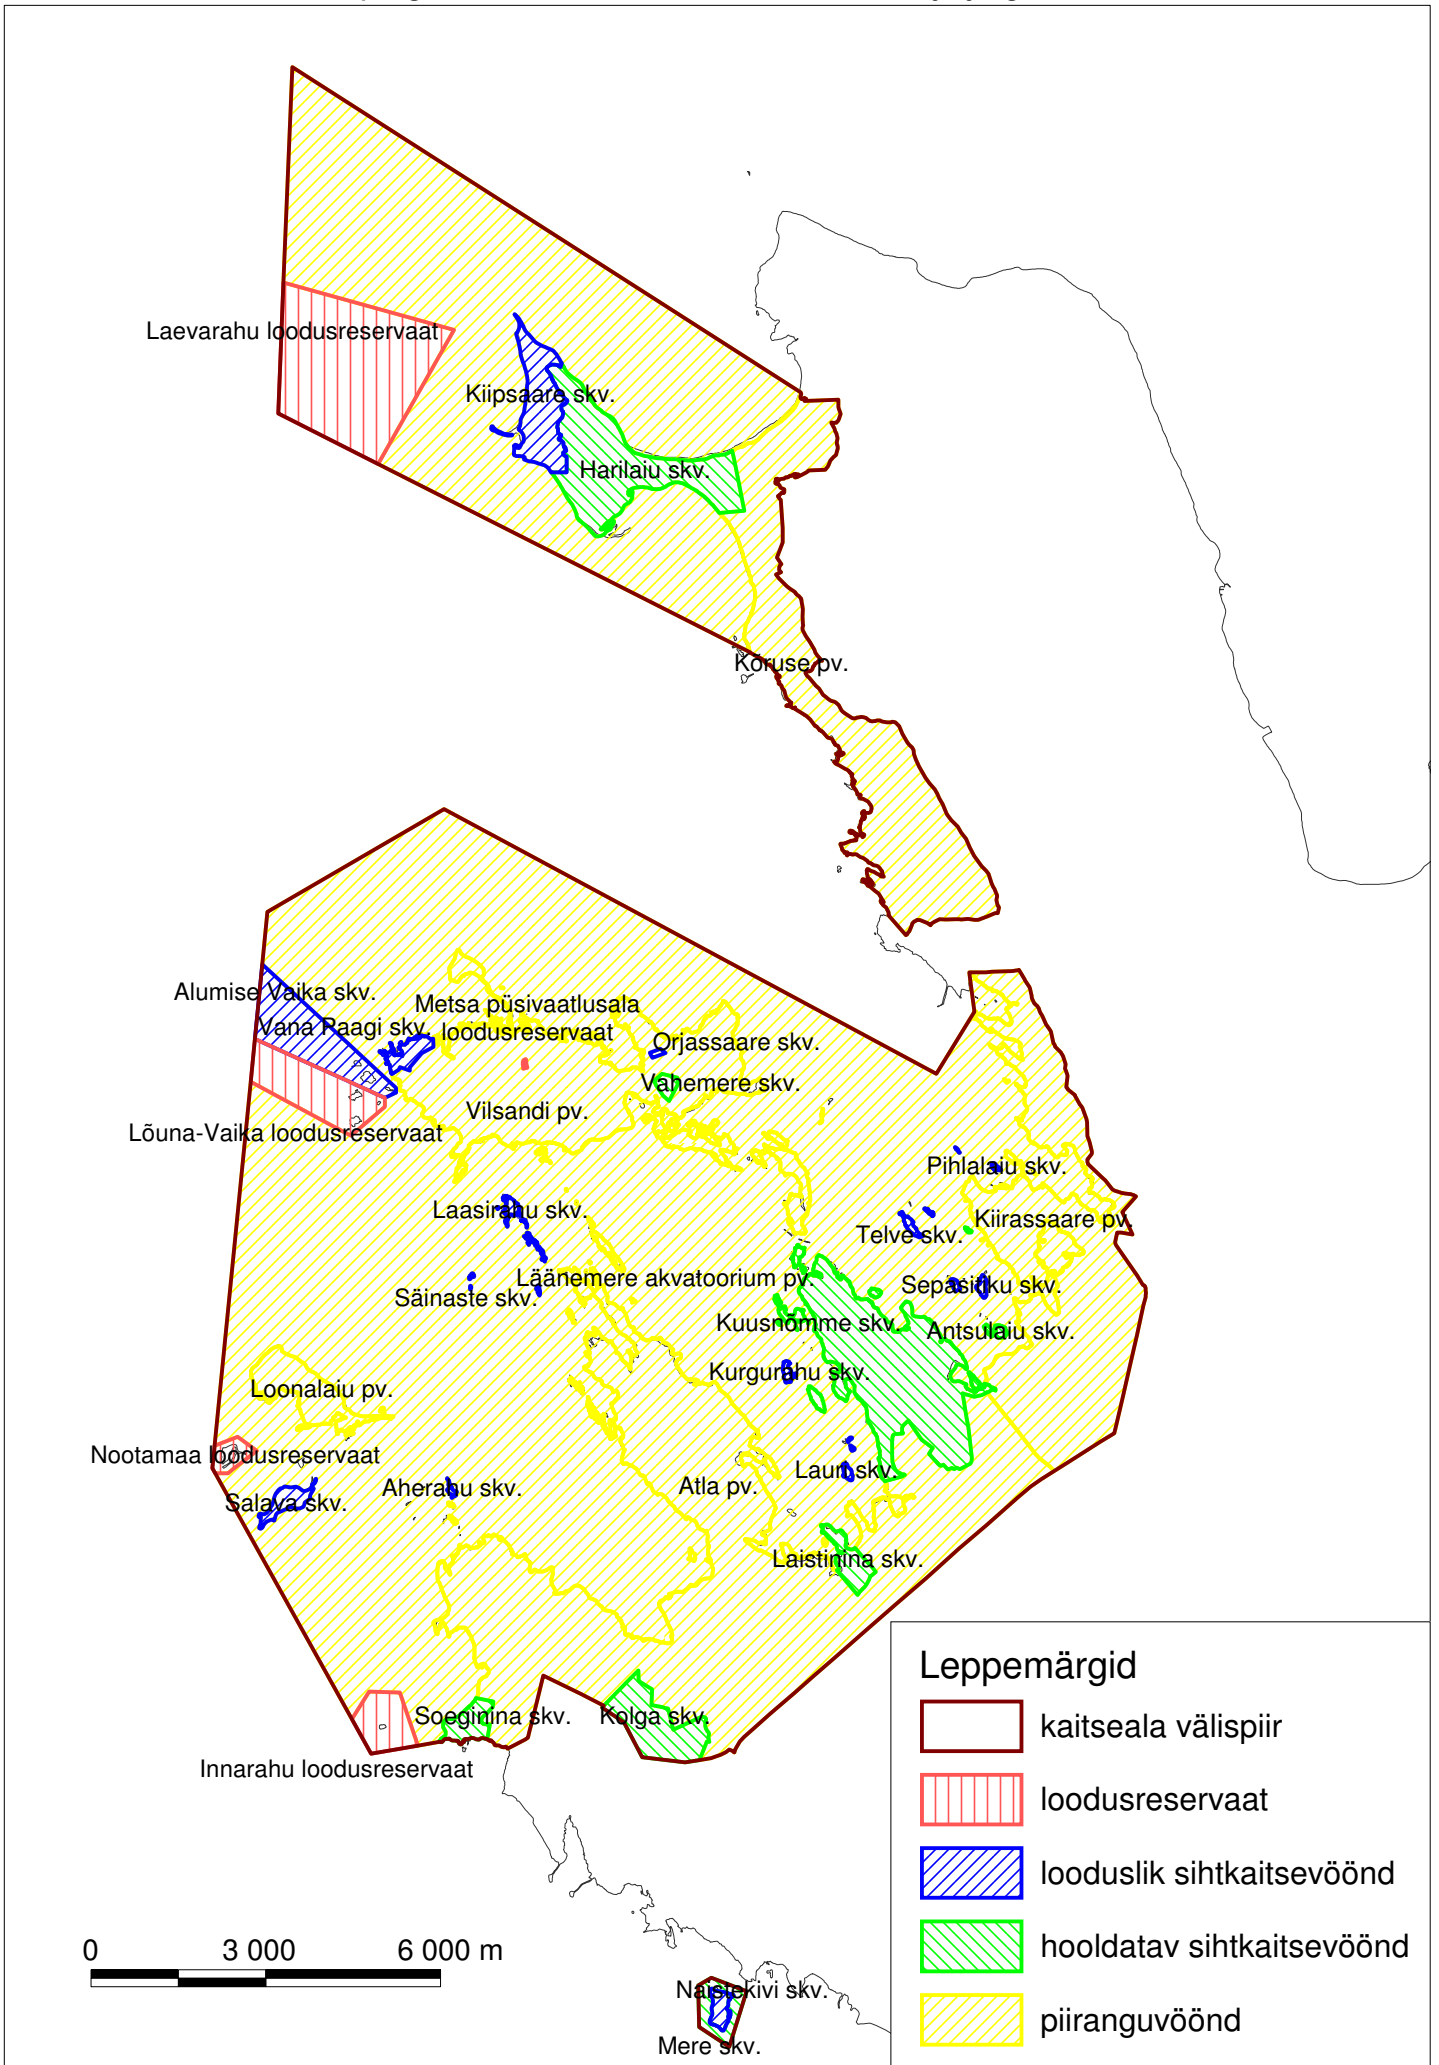 Laevarahu loodusreservaat
Kiipsaare skv.
Harilaiu skv.
Kõruse pv.
Alumise Vaika skv.
Vana Paagi skv.
Metsa püsivaatlusala
loodusreservaat
Orjassaare skv.
Vahemere skv.
Vilsandi pv.
Lõuna-Vaika loodusreservaat
Pihlalaiu skv.
Laasirahu skv.
Kiirassaare pv.
Telve skv.
Läänemere akvatoorium pv.
Säinaste skv.
Sepasitiku skv.
Kuusnõmme skv.
Antsulaiu skv.
Kurgurahu skv.
Loonalaiu pv.
Nootamaa loodusreservaat
Salava skv.
Aherahu skv.
Atla pv.
Lauri skv.
Laistinina skv.
Soeginina skv.
Kolga skv.
Innarahu loodusreservaat
Leppemärgid
kaitseala välispiir
loodusreservaat
looduslik sihtkaitsevöönd
hooldatav sihtkaitsevöönd
piiranguvöönd
0 3 000 6 000 m
Naistekivi skv.
Mere skv.